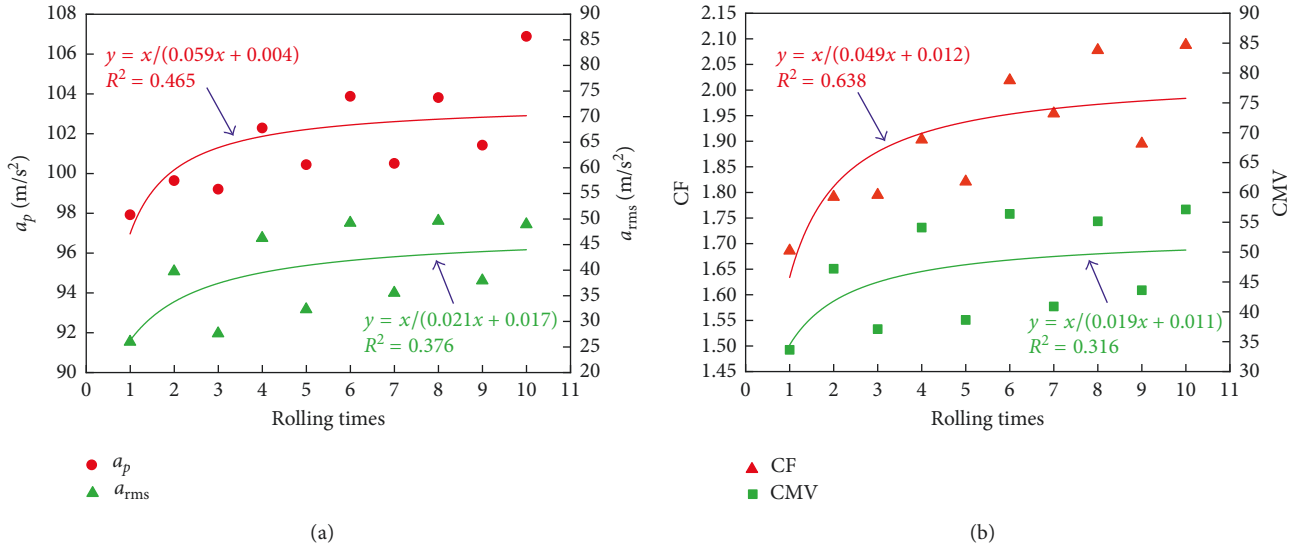 108
106
104
102
100
98
96
94
92
90
a_p (m/s²)
y = x/(0.059x + 0.004)
R² = 0.465
y = x/(0.021x + 0.017)
R² = 0.376
90
85
80
75
70
65
60
55
50
45
40
35
30
25
20
a_rms (m/s²)
0 1 2 3 4 5 6 7 8 9 10 11
Rolling times
a_p
a_rms
(a)
2.15
2.10
2.05
2.00
1.95
1.90
1.85
1.80
1.75
1.70
1.65
1.60
1.55
1.50
1.45
CF
y = x/(0.049x + 0.012)
R² = 0.638
y = x/(0.019x + 0.011)
R² = 0.316
90
85
80
75
70
65
60
55
50
45
40
35
30
CMV
0 1 2 3 4 5 6 7 8 9 10 11
Rolling times
CF
CMV
(b)